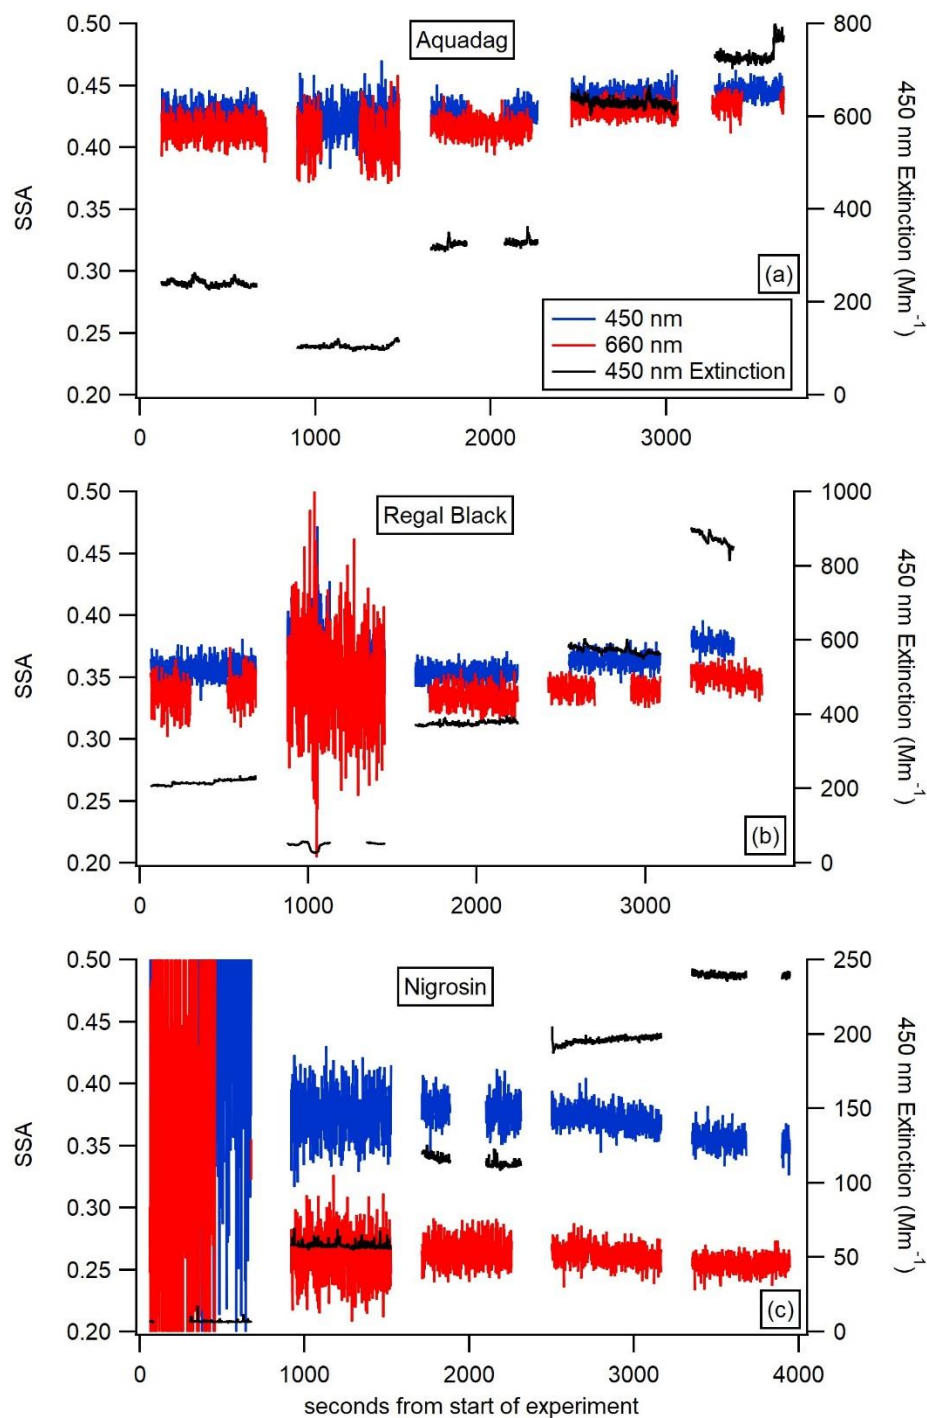 0.50
0.45
0.40
0.35
0.30
0.25
0.20
SSA
Aquadag
800
600
400
200
0
450 nm Extinction (Mm-1)
(a)
450 nm
660 nm
450 nm Extinction
0 1000 2000 3000
0.50
0.45
0.40
0.35
0.30
0.25
0.20
SSA
Regal Black
1000
800
600
400
200
0
450 nm Extinction (Mm-1)
(b)
0 1000 2000 3000
0.50
0.45
0.40
0.35
0.30
0.25
0.20
SSA
Nigrosin
250
200
150
100
50
0
450 nm Extinction (Mm-1)
(c)
0 1000 2000 3000 4000
seconds from start of experiment